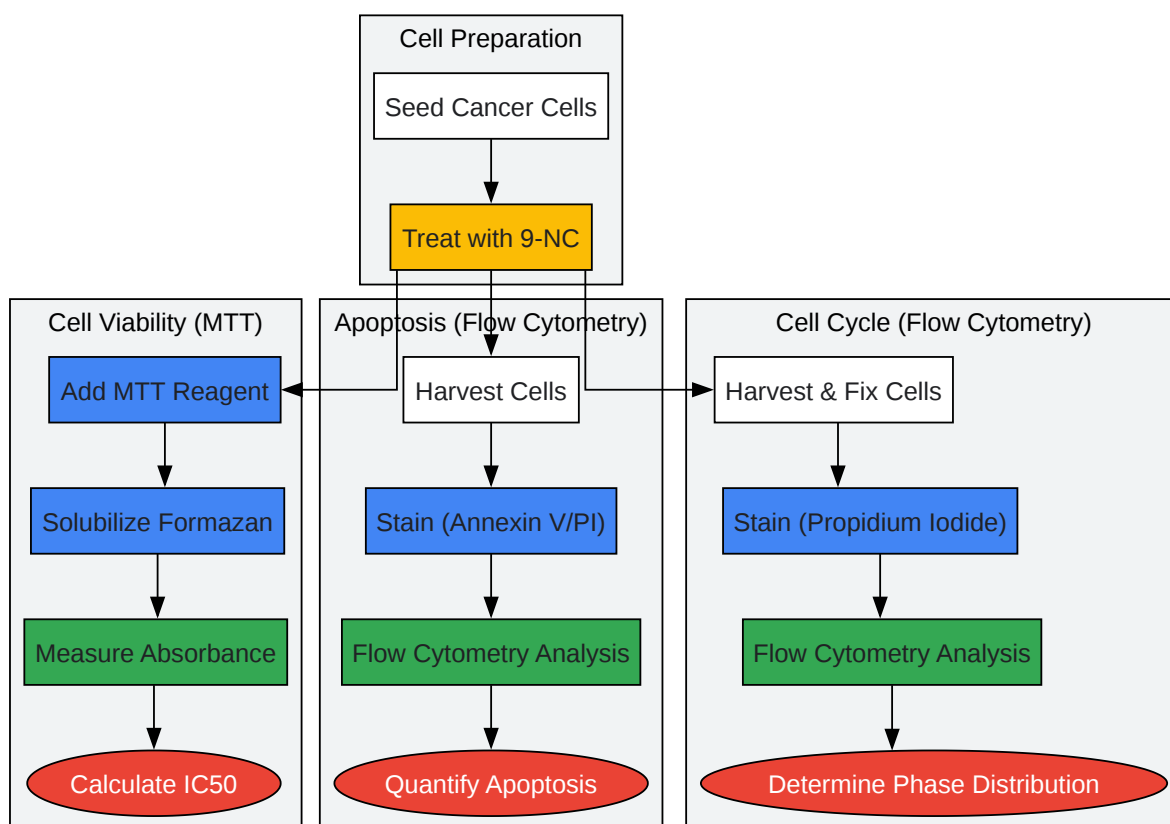 Cell Preparation
Seed Cancer Cells
Treat with 9-NC
Cell Viability (MTT)
Add MTT Reagent
Solubilize Formazan
Measure Absorbance
Calculate IC50
Apoptosis (Flow Cytometry)
Harvest Cells
Stain (Annexin V/PI)
Flow Cytometry Analysis
Quantify Apoptosis
Cell Cycle (Flow Cytometry)
Harvest & Fix Cells
Stain (Propidium Iodide)
Flow Cytometry Analysis
Determine Phase Distribution